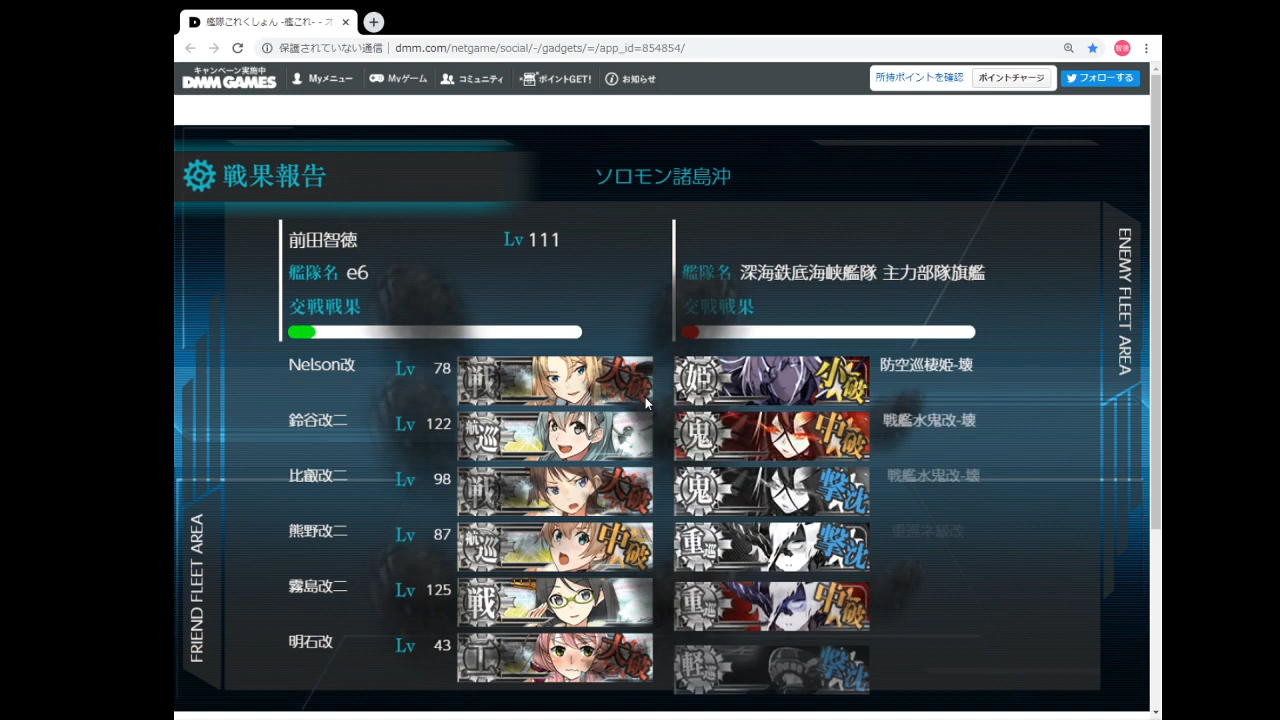 艦隊これくしょん -艦これ- - オ
保護されていない通信 | dmm.com/netgame/social/-/gadgets/=/app_id=854854/
智徳
キャンペーン実施中
DMM GAMES
Myメニュー
Myゲーム
コミュニティ
ポイントGET!
お知らせ
所持ポイントを確認
ポイントチャージ
フォローする
戦果報告
ソロモン諸島沖
前田智徳 Lv 111
艦隊名 e6
交戦戦果
艦隊名 深海鉄底海峡艦隊 主力部隊旗艦
交戦戦果
ENEMY FLEET AREA
FRIEND FLEET AREA
Nelson改 Lv 78 戦 大破
鈴谷改二 Lv 122 航巡
比叡改二 Lv 98 戦 大破
熊野改二 Lv 87 航巡 中破
霧島改二 Lv 125 戦
明石改 Lv 43 工 大破
姫 小破 防空巡棲姫-壊
鬼 中破 戦艦水鬼改-壊
鬼 撃沈 戦艦水鬼改-壊
重巡 撃沈 重巡ネ級改
重巡 中破
軽巡 撃沈